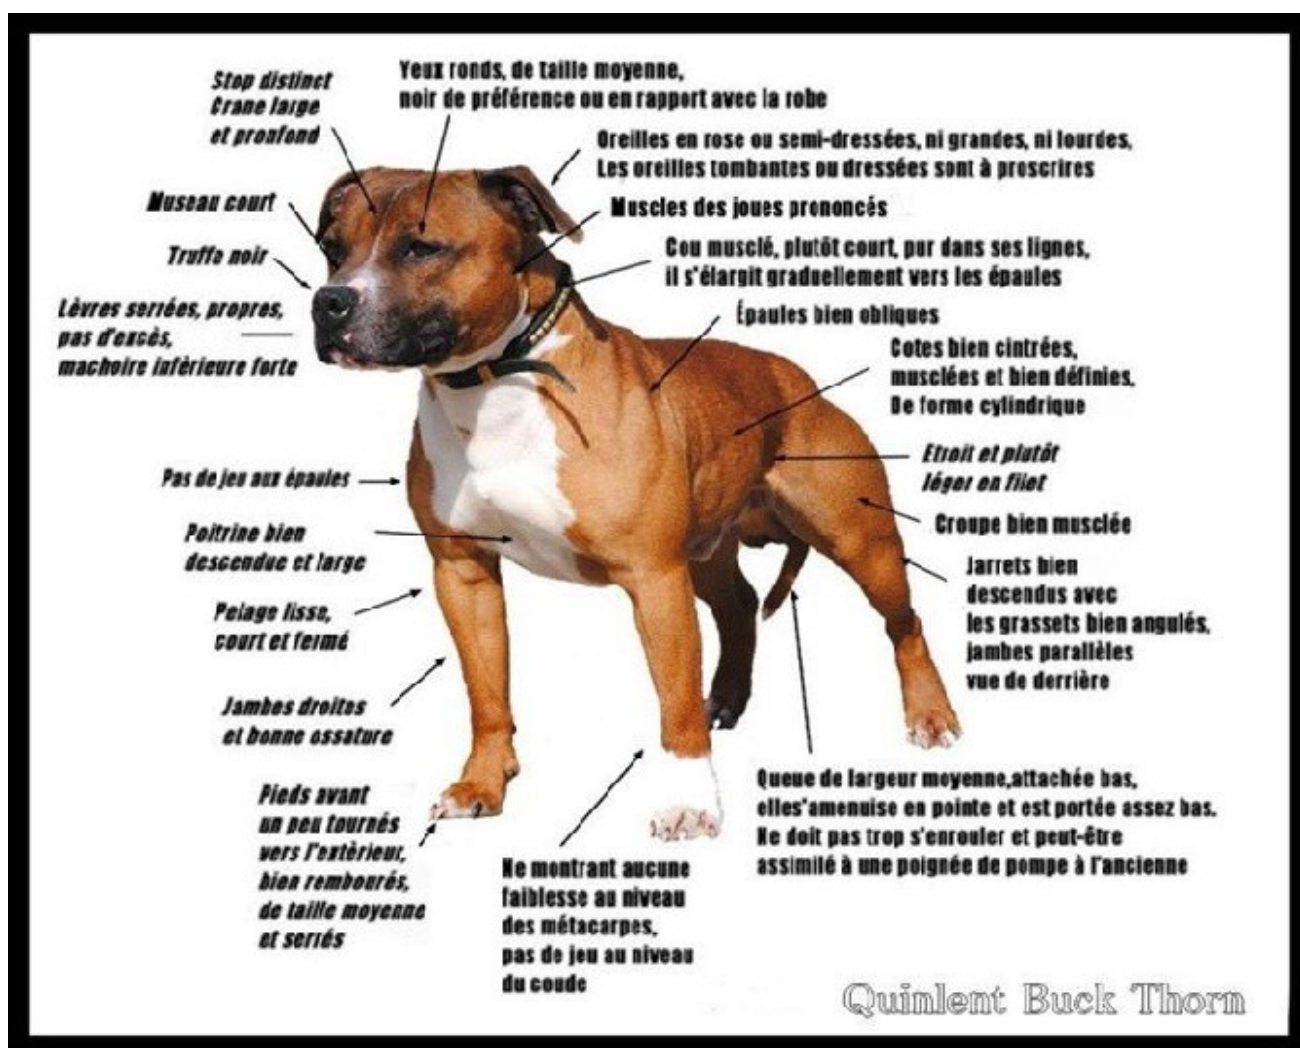 Stop distinct
Crane large
et pronfond
Yeux ronds, de taille moyenne,
noir de préférence ou en rapport avec la robe
Oreilles en rose ou semi-dressées, ni grandes, ni lourdes,
Les oreilles tombantes ou dressées sont à proscrires
Museau court
Muscles des joues prononcés
Truffe noir
Cou musclé, plutôt court, pur dans ses lignes,
il s'élargit graduellement vers les épaules
Lèvres serrées, propres,
pas d'excès,
machoire infèrieure forte
Épaules bien obliques
Cotes bien cintrées,
musclées et bien définies,
De forme cylindrique
Etroit et plutôt
léger en filet
Pas de jeu aux épaules
Croupe bien musclée
Poitrine bien
descendue et large
Jarrets bien
descendus avec
les grassets bien angulés,
jambes parallèles
vue de derrière
Pelage lisse,
court et fermé
Jambes droites
et bonne ossature
Queue de largeur moyenne,attachée bas,
elles'amenuise en pointe et est portée assez bas.
Ne doit pas trop s'enrouler et peut-être
assimilé à une poignée de pompe à l'ancienne
Pieds avant
un peu tournés
vers l'extèrieur,
bien rembourés,
de taille moyenne
et serrés
Ne montrant aucune
faiblesse au niveau
des métacarpes,
pas de jeu au niveau
du coude
Quinlent Buck Thorn